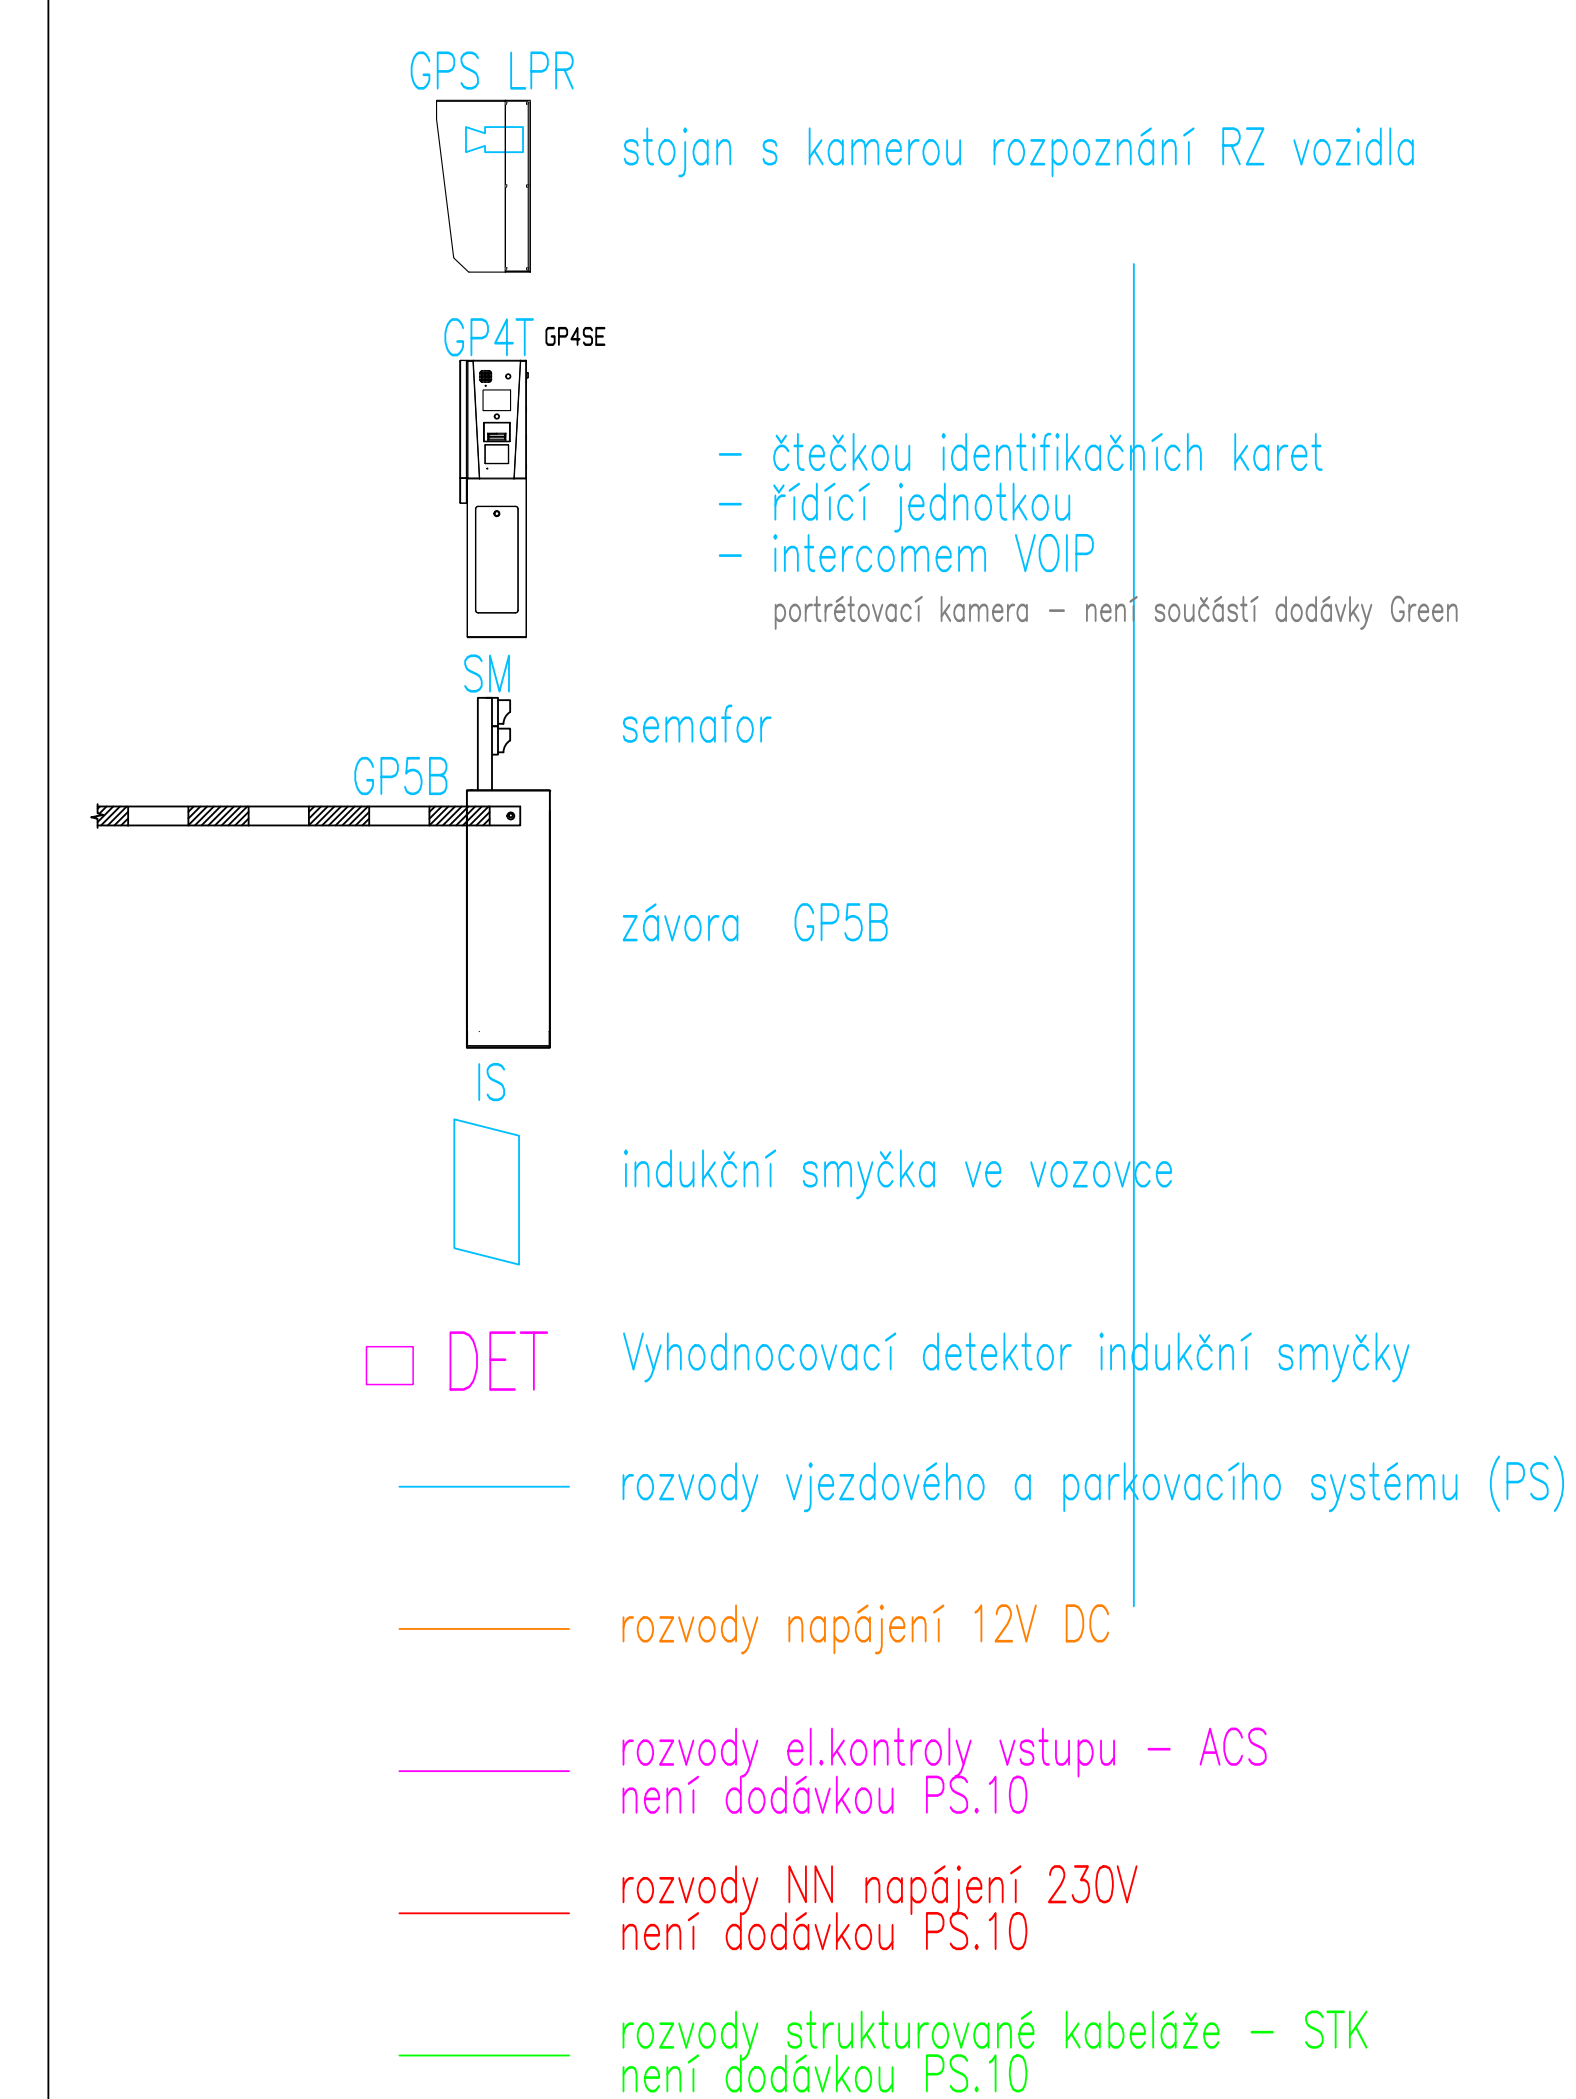 GPS LPR
stojan s kamerou rozpoznání RZ vozidla
GP4T GP4SE
– čtečkou identifikačních karet
– řídící jednotkou
– intercomem VOIP
portrétovací kamera – není součástí dodávky Green
SM
semafor
GP5B
závora GP5B
IS
indukční smyčka ve vozovce
DET Vyhodnocovací detektor indukční smyčky
rozvody vjezdového a parkovacího systému (PS)
rozvody napájení 12V DC
rozvody el.kontroly vstupu – ACS
není dodávkou PS.10
rozvody NN napájení 230V
není dodávkou PS.10
rozvody strukturované kabeláže – STK
není dodávkou PS.10